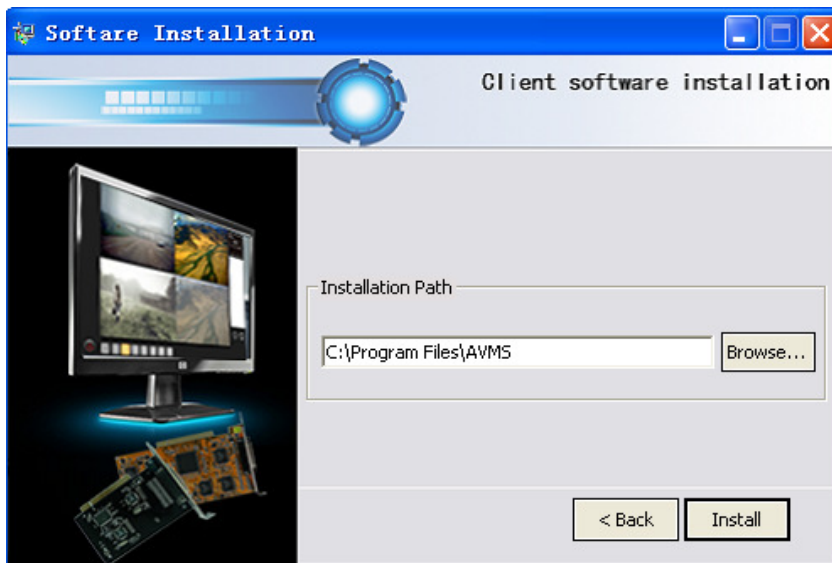 Softare Installation
Client software installation
Installation Path
C:\Program Files\AVMS
Browse...
< Back
Install